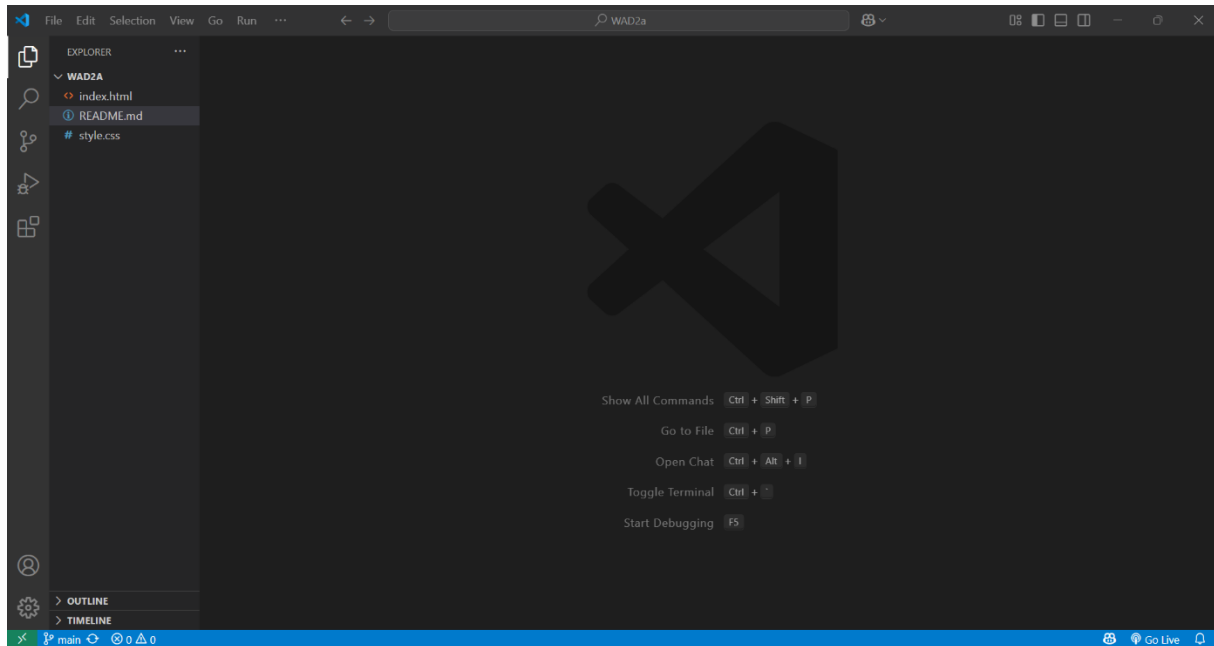 File Edit Selection View Go Run ··· WAD2a
EXPLORER ···
WAD2A
index.html
README.md
# style.css
Show All Commands Ctrl + Shift + P
Go to File Ctrl + P
Open Chat Ctrl + Alt + I
Toggle Terminal Ctrl + `
Start Debugging F5
OUTLINE
TIMELINE
main 0 0 Go Live